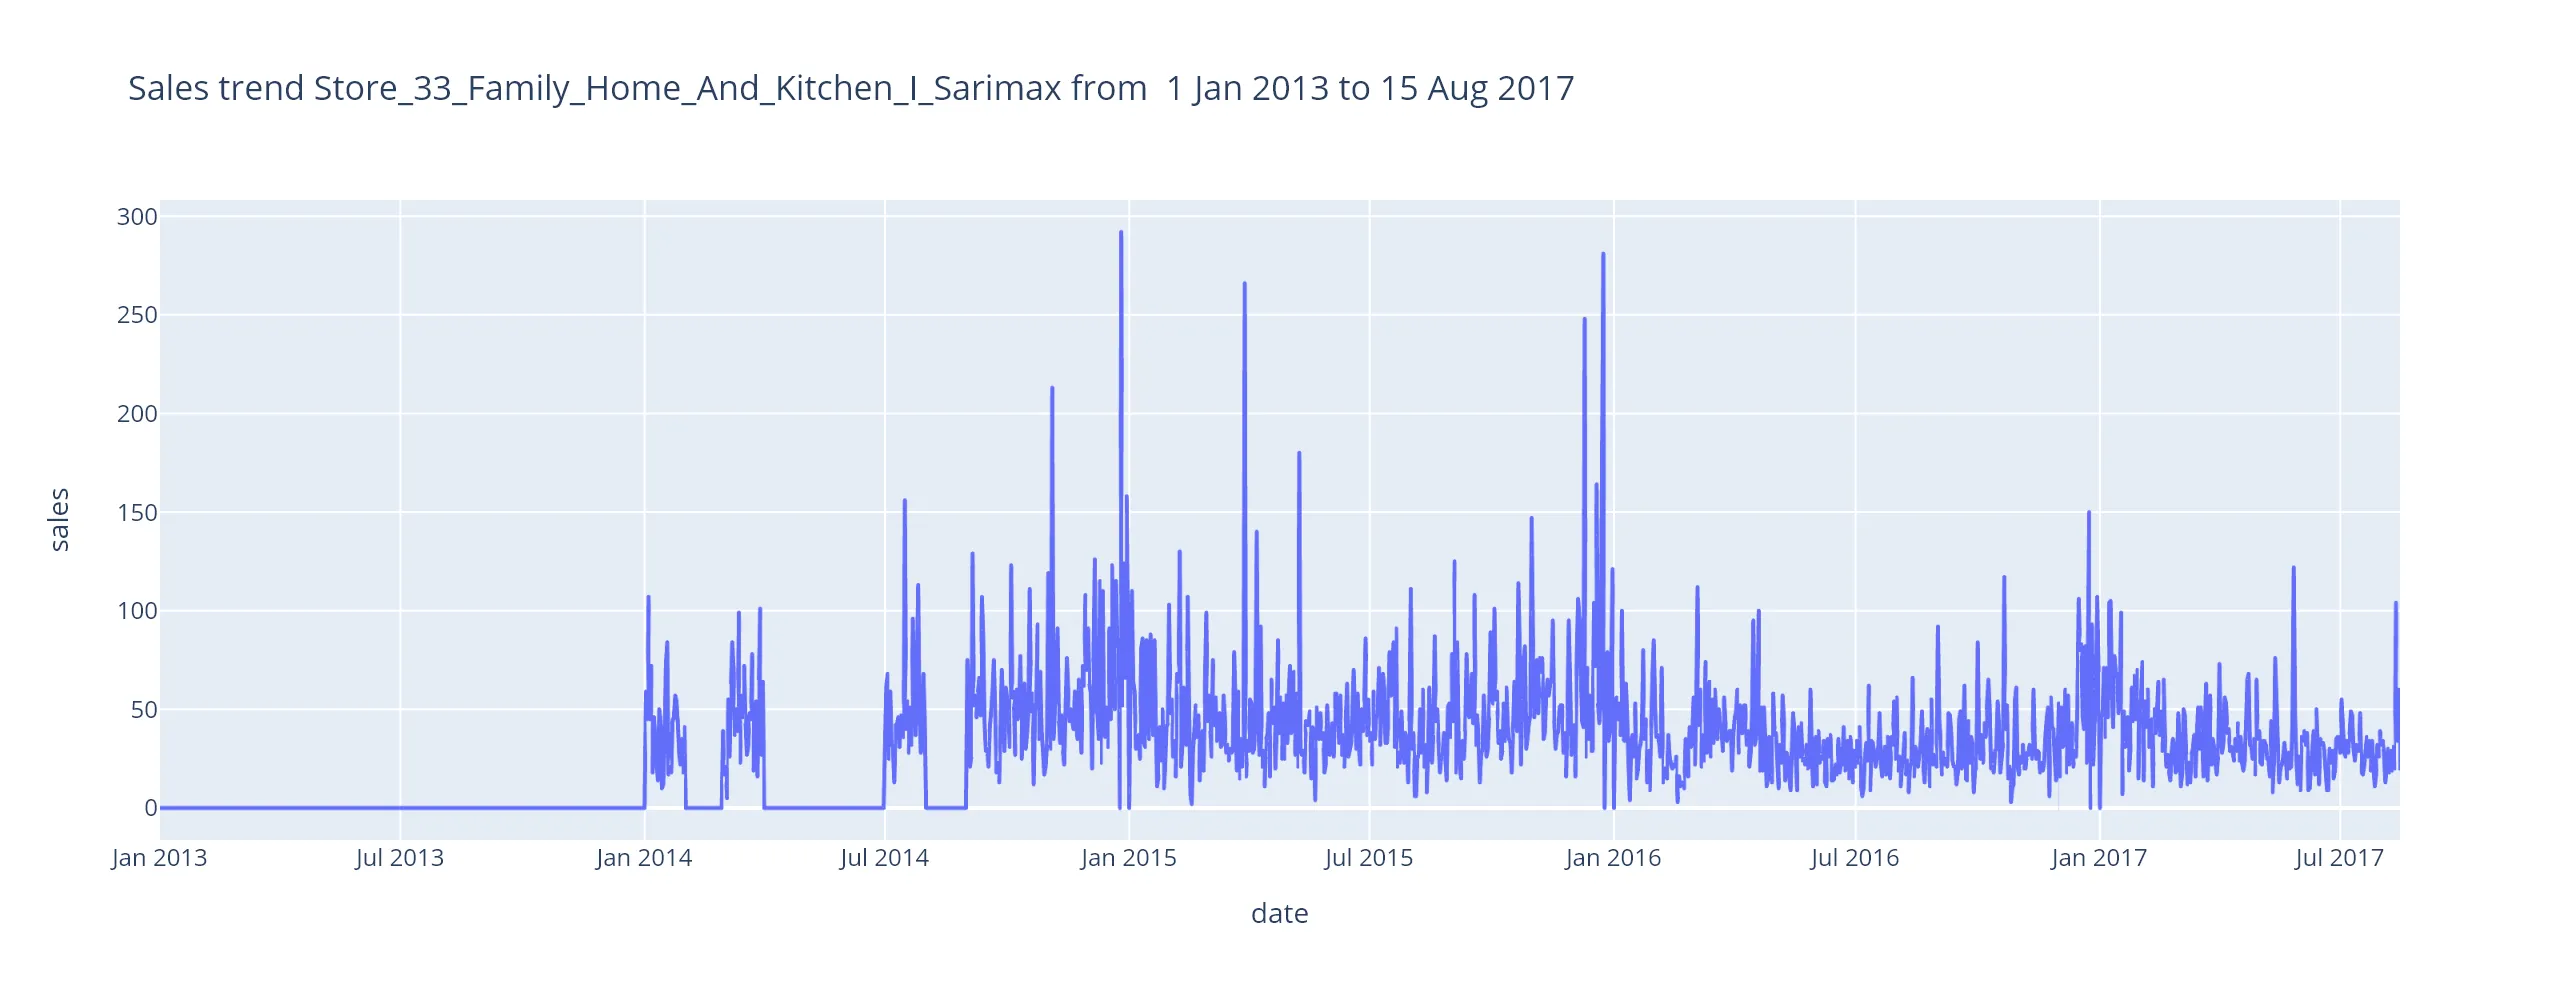 Sales trend Store_33_Family_Home_And_Kitchen_I_Sarimax from  1 Jan 2013 to 15 Aug 2017
300
250
200
150
100
50
0
sales
Jan 2013 Jul 2013 Jan 2014 Jul 2014 Jan 2015 Jul 2015 Jan 2016 Jul 2016 Jan 2017 Jul 2017
date